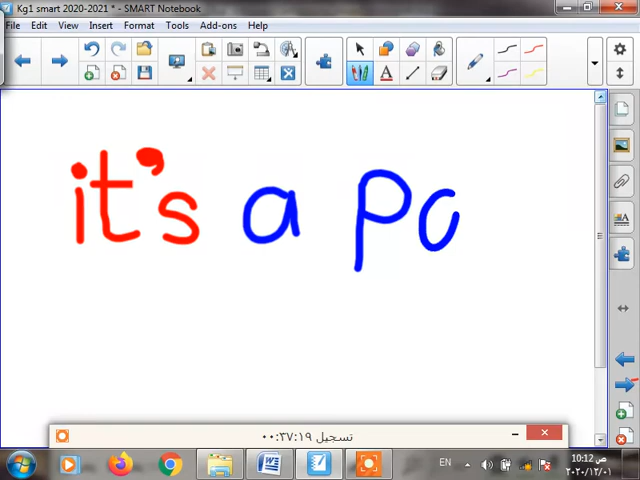 Kg1 smart 2020-2021 * - SMART Notebook
File Edit View Insert Format Tools Add-ons Help
it's a po
تسجيل ٠٠:٣٧:١٩
EN
10:12 ص
٢٠٢٠/١٢/٠١